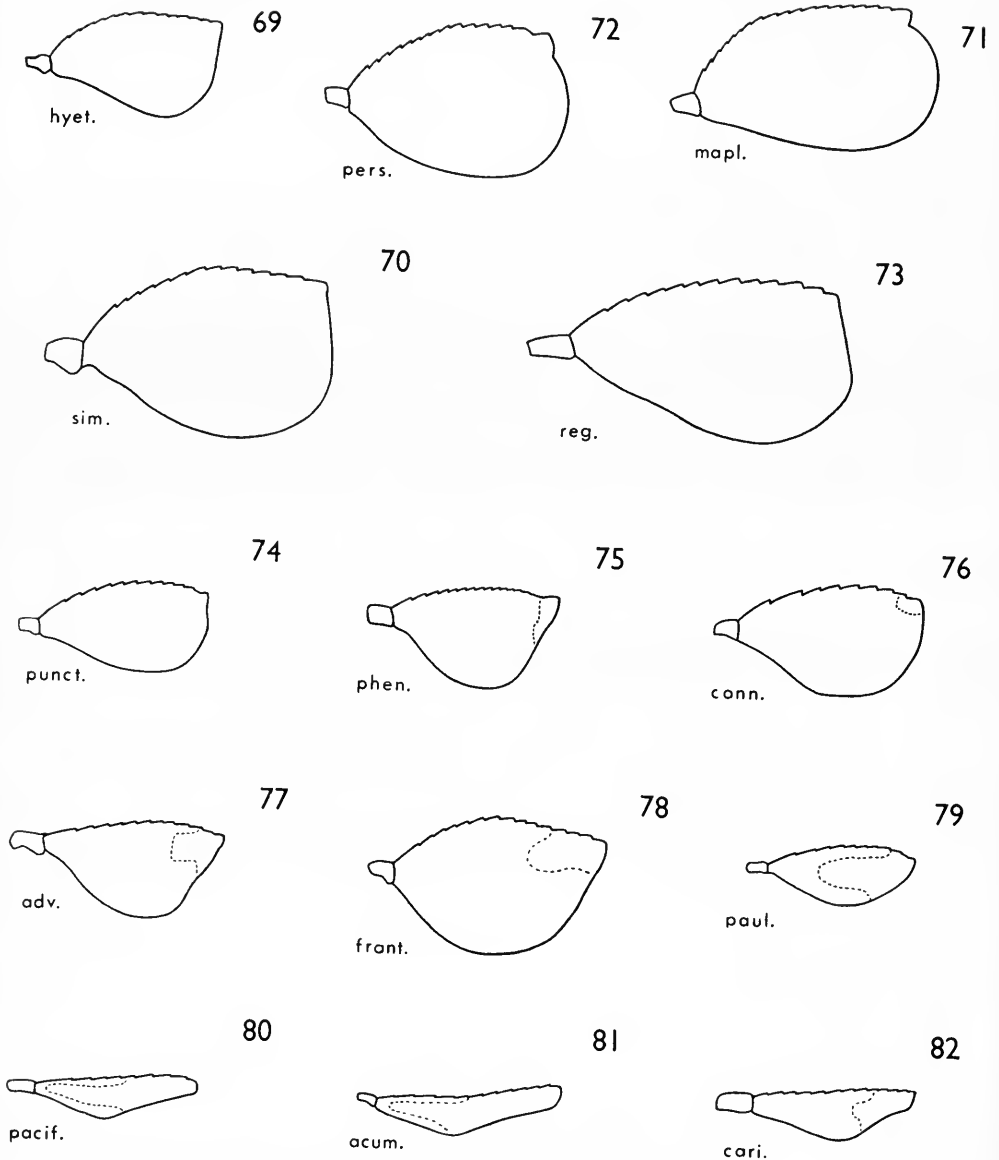 69
hyet.
72
pers.
71
mapl.
70
sim.
73
reg.
74
punct.
75
phen.
76
conn.
77
adv.
78
frant.
79
paul.
80
pacif.
81
acum.
82
cari.